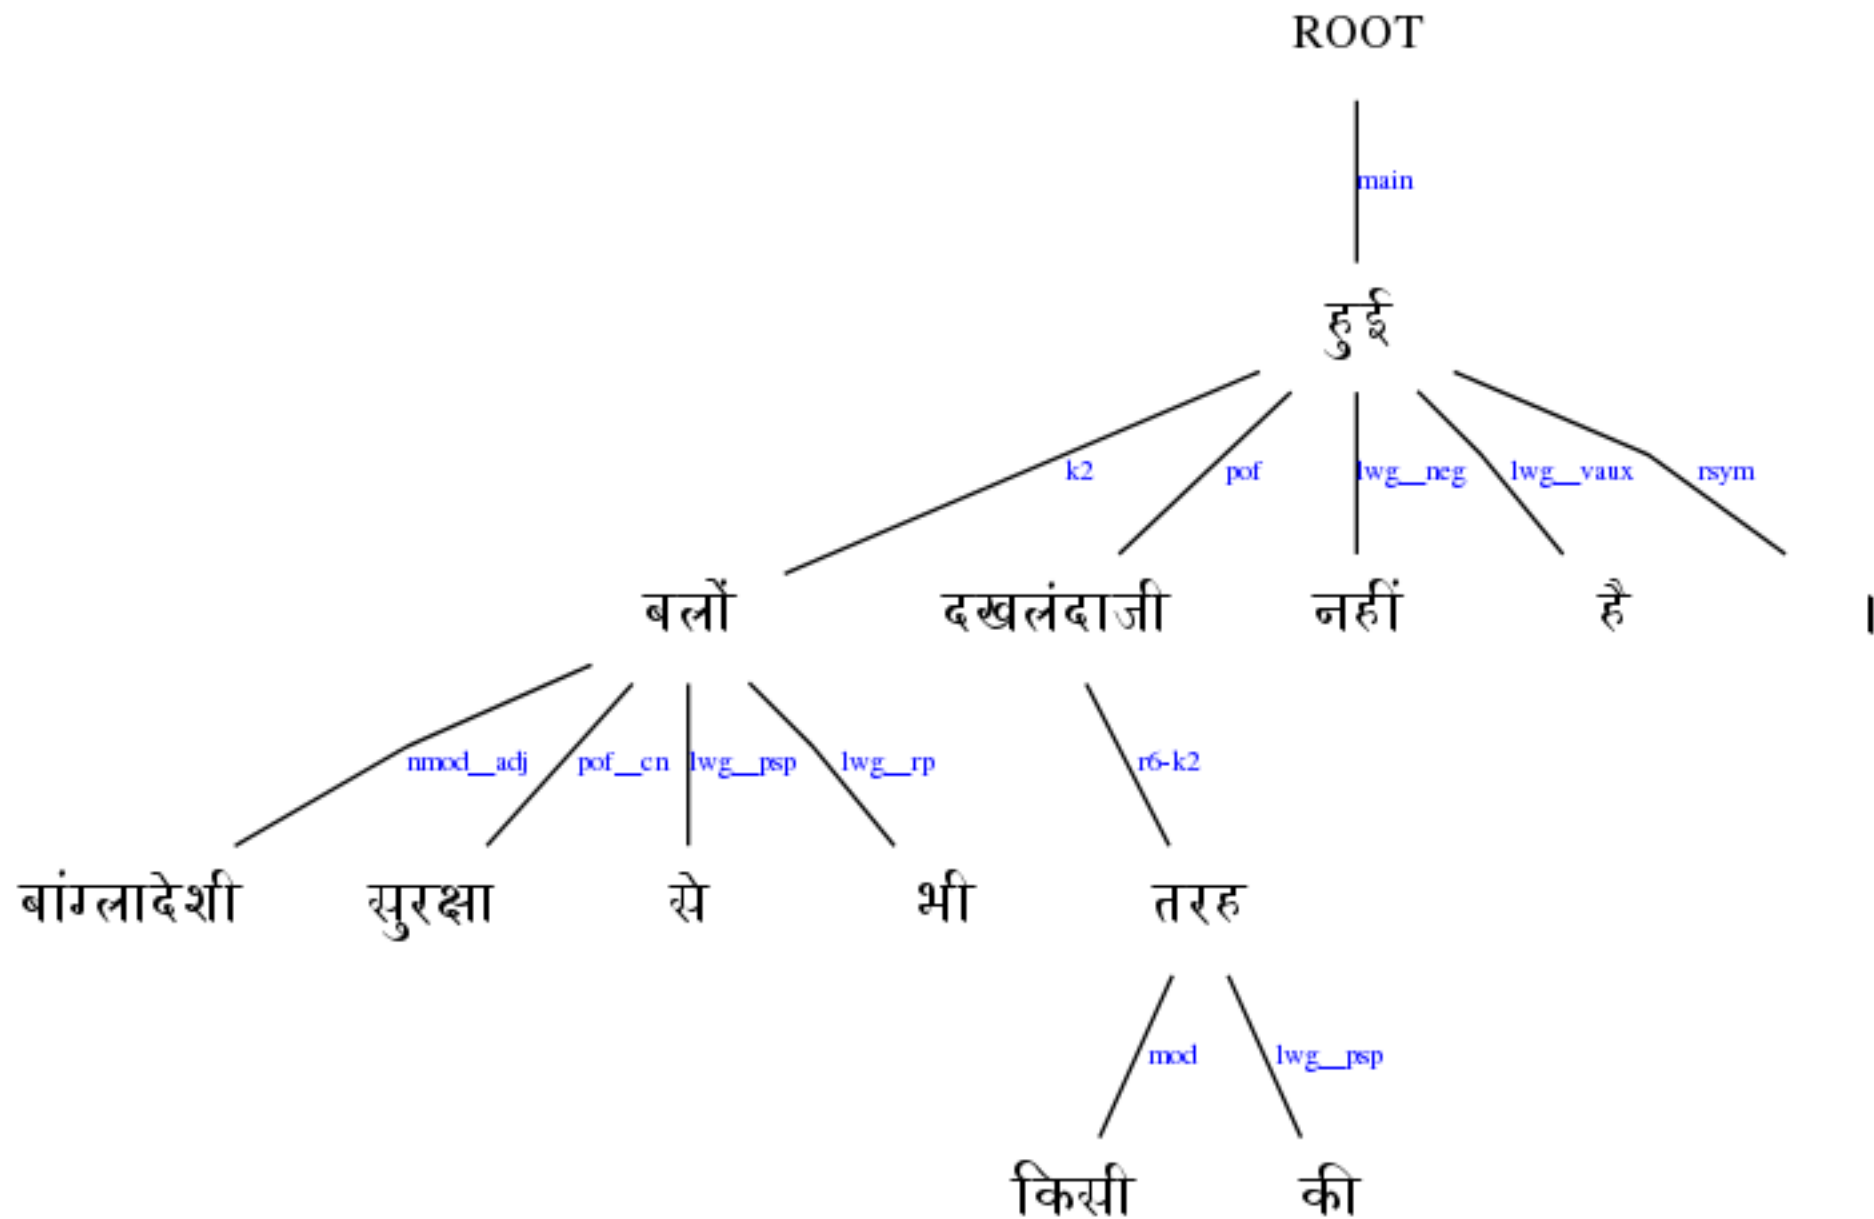 ROOT
main
हुई
k2 pof lwg__neg lwg__vaux rsym
बलों दखलंदाजी नहीं है ।
nmod__adj pof__cn lwg__psp lwg__rp r6-k2
बांग्लादेशी सुरक्षा से भी तरह
mod lwg__psp
किसी की